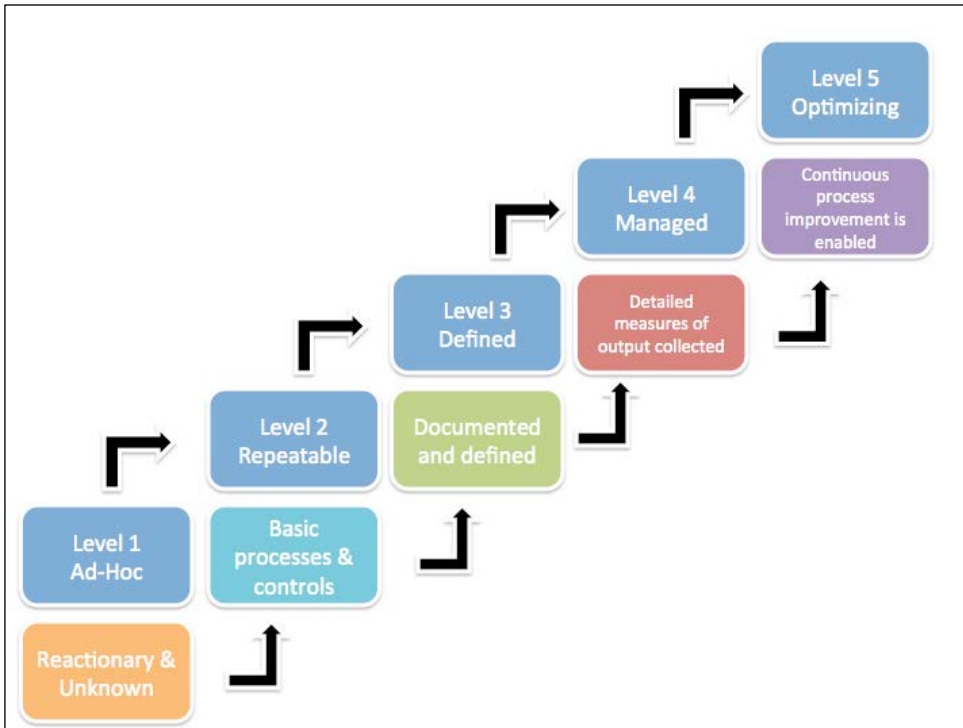 Level 5
Optimizing
Level 4
Managed
Continuous
process
improvement is
enabled
Level 3
Defined
Detailed
measures of
output collected
Level 2
Repeatable
Documented
and defined
Level 1
Ad-Hoc
Basic
processes &
controls
Reactionary &
Unknown